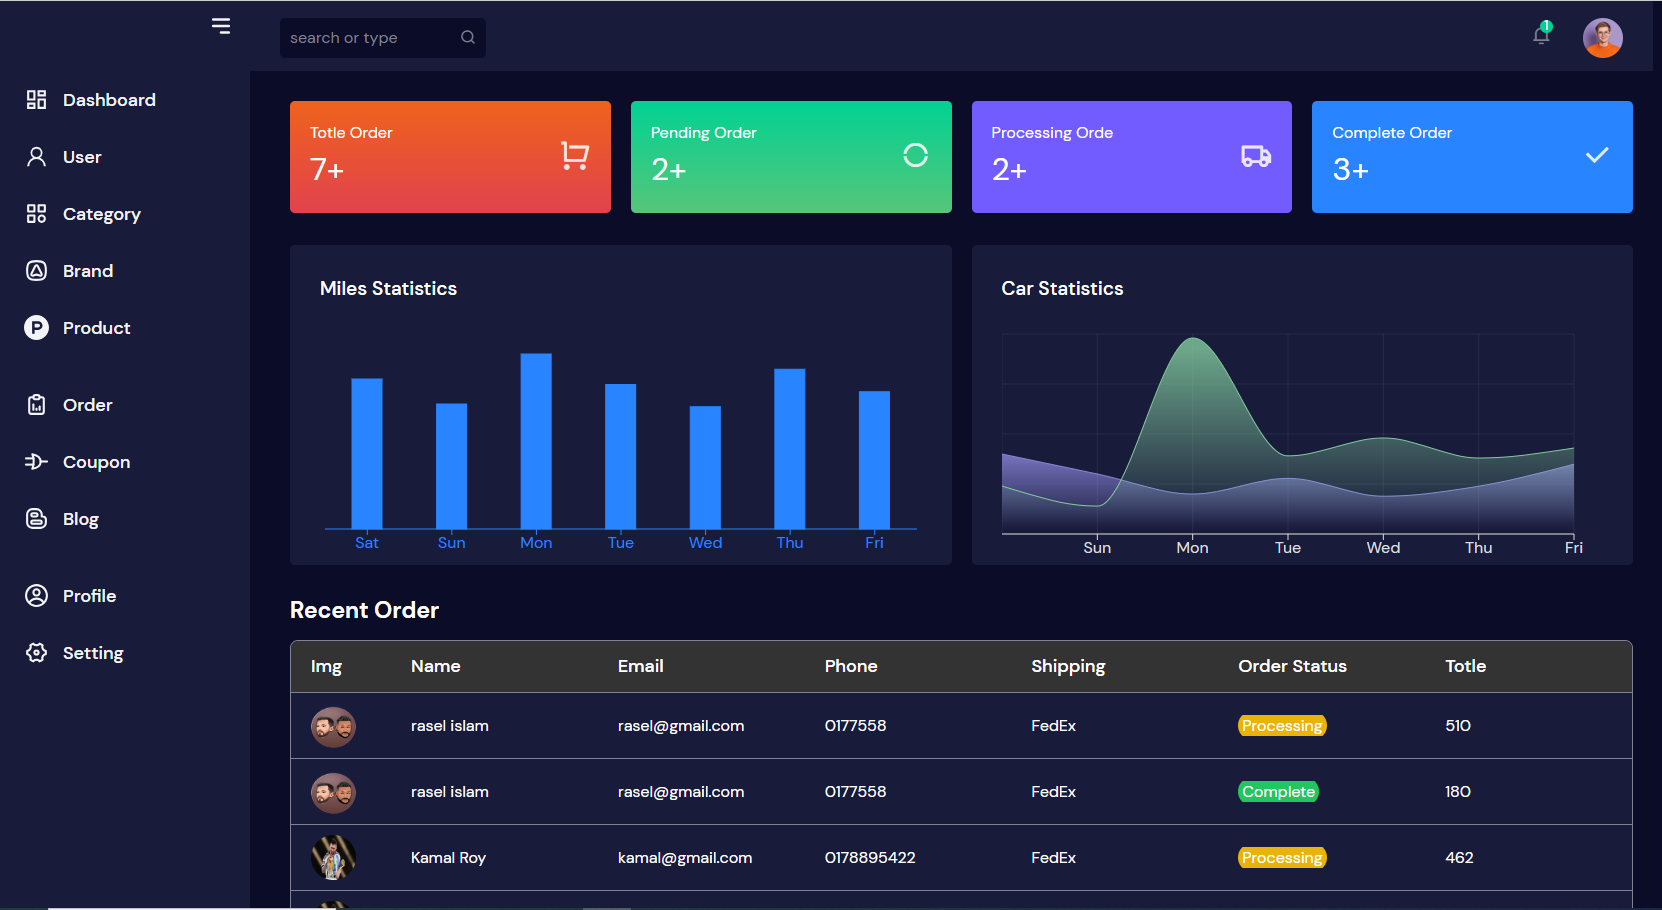 search or type
1
Dashboard
User
Category
Brand
P Product
Order
Coupon
Blog
Profile
Setting
Totle Order
7+
Pending Order
2+
Processing Orde
2+
Complete Order
3+
Miles Statistics
Sat Sun Mon Tue Wed Thu Fri
Car Statistics
Sun Mon Tue Wed Thu Fri
Recent Order
Img Name Email Phone Shipping Order Status Totle
rasel islam rasel@gmail.com 0177558 FedEx Processing 510
rasel islam rasel@gmail.com 0177558 FedEx Complete 180
Kamal Roy kamal@gmail.com 0178895422 FedEx Processing 462